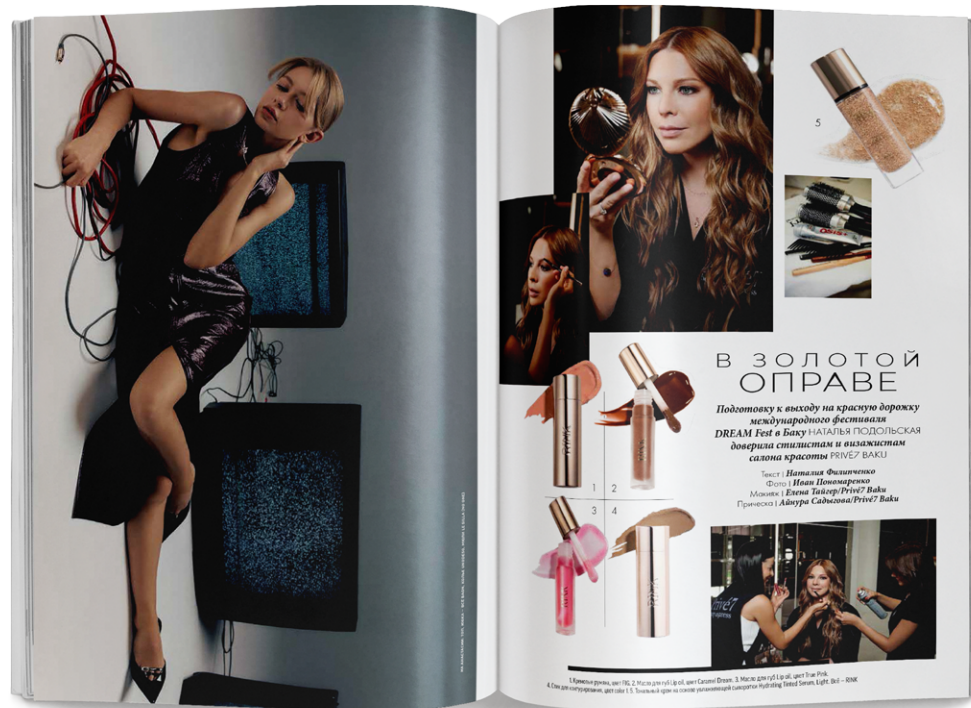 5
В ЗОЛОТОЙ
ОПРАВЕ
Подготовку к выходу на красную дорожку
международного фестиваля
DREAM Fest в Баку НАТАЛЬЯ ПОДОЛЬСКАЯ
доверила стилистам и визажистам
салона красоты PRIVÉ7 BAKU
Текст | Наталия Филипченко
Фото | Иван Пономаренко
Макияж | Елена Тайгер/Privé7 Baku
Прическа | Айнура Садыгова/Privé7 Baku
1 2
3 4
1. Кремовые румяна, цвет FIG. 2. Масло для губ Lip oil, цвет Caramel Dream. 3. Масло для губ Lip oil, цвет True Pink.
4. Стик для контурирования, цвет color 1. 5. Тональный крем на основе увлажняющей сыворотки Hydrating Tinted Serum, Light. Всё — RINK